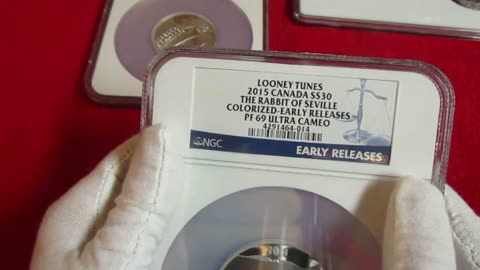 LOONEY TUNES
2015 CANADA S$30
THE RABBIT OF SEVILLE
COLORIZED-EARLY RELEASES
PF 69 ULTRA CAMEO
4291464-014
NGC
EARLY RELEASES